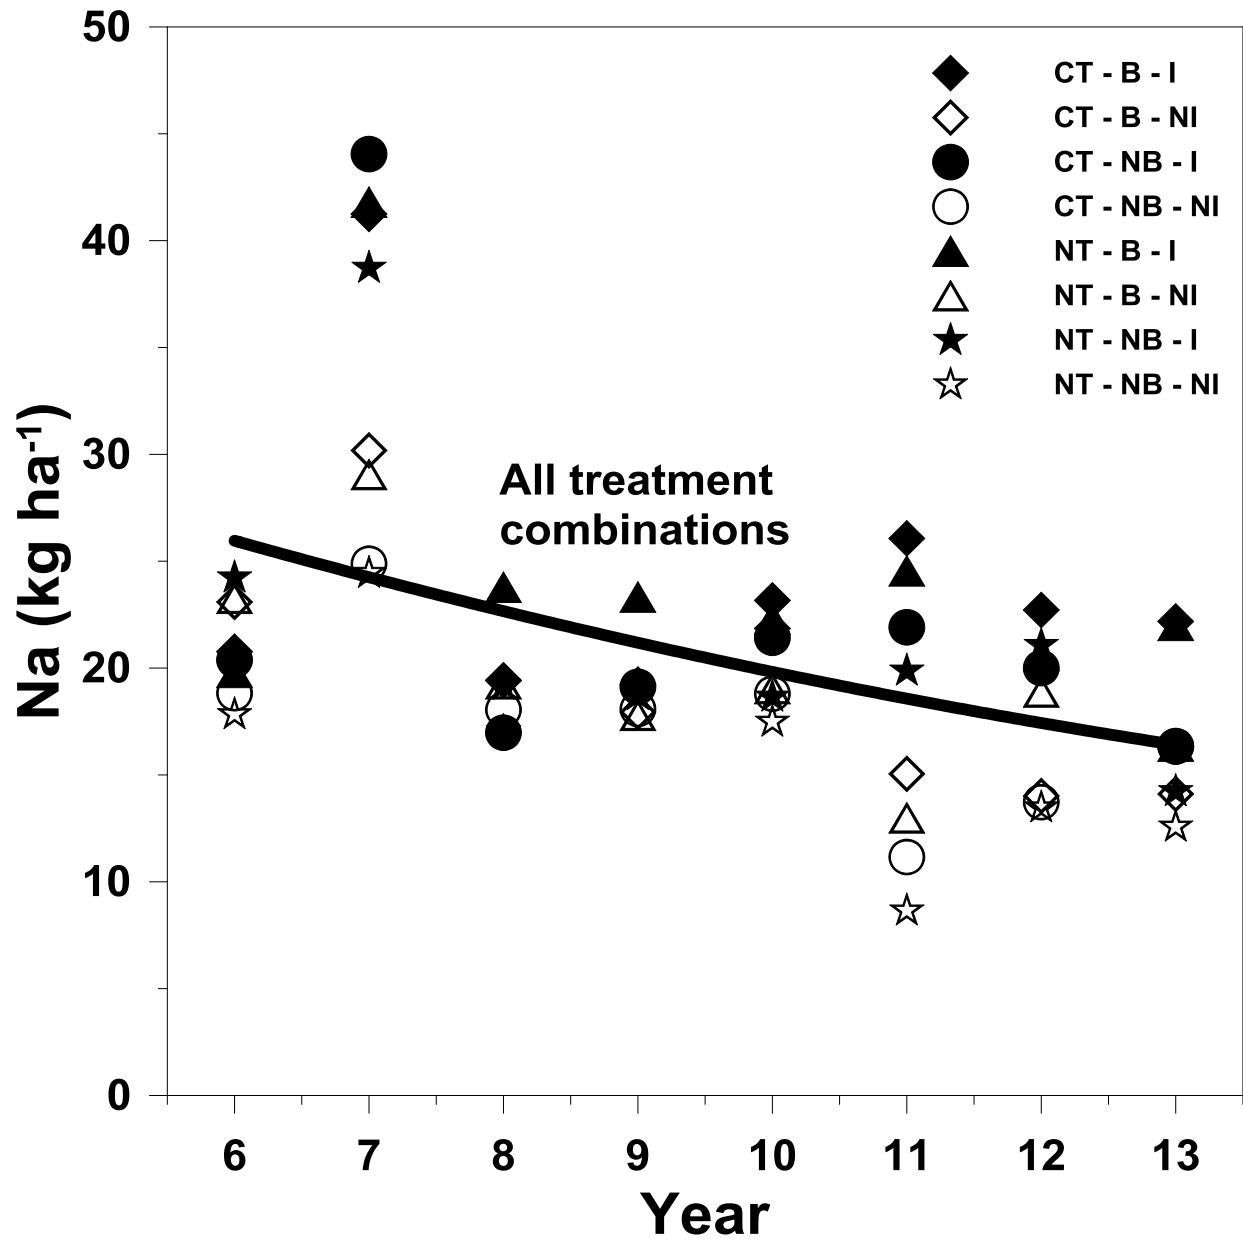 50
40
30
20
10
0
Na (kg ha-1)
CT - B - I
CT - B - NI
CT - NB - I
CT - NB - NI
NT - B - I
NT - B - NI
NT - NB - I
NT - NB - NI
All treatment
combinations
6 7 8 9 10 11 12 13
Year